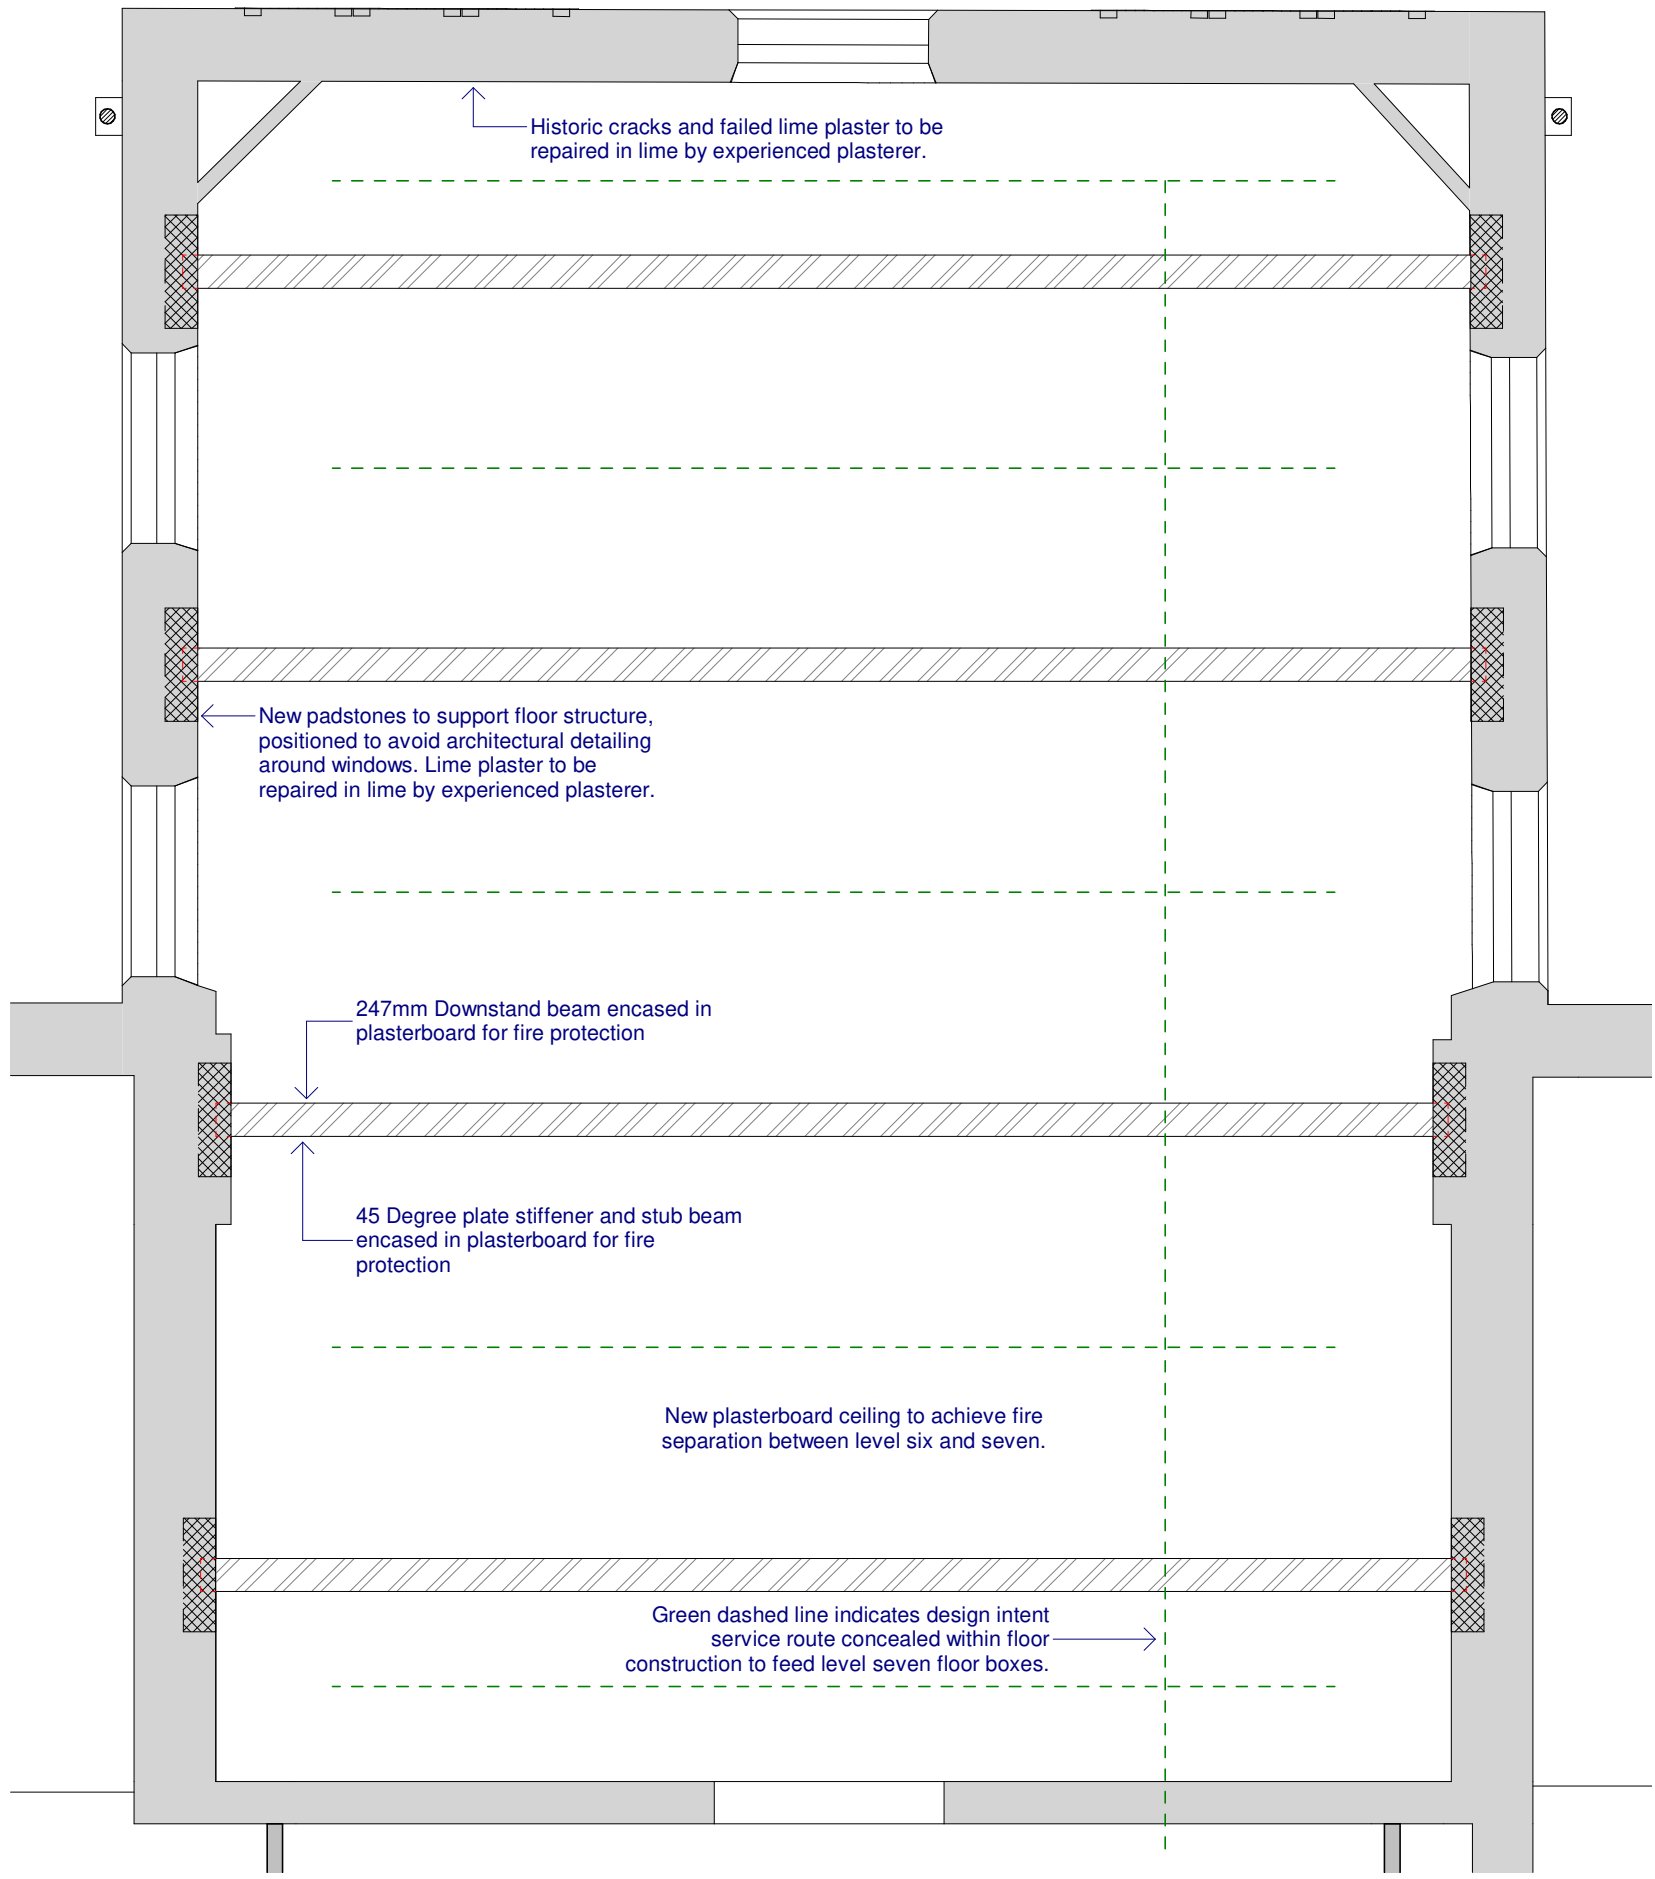 Historic cracks and failed lime plaster to be
repaired in lime by experienced plasterer.
New padstones to support floor structure,
positioned to avoid architectural detailing
around windows. Lime plaster to be
repaired in lime by experienced plasterer.
247mm Downstand beam encased in
plasterboard for fire protection
45 Degree plate stiffener and stub beam
encased in plasterboard for fire
protection
New plasterboard ceiling to achieve fire
separation between level six and seven.
Green dashed line indicates design intent
service route concealed within floor
construction to feed level seven floor boxes.